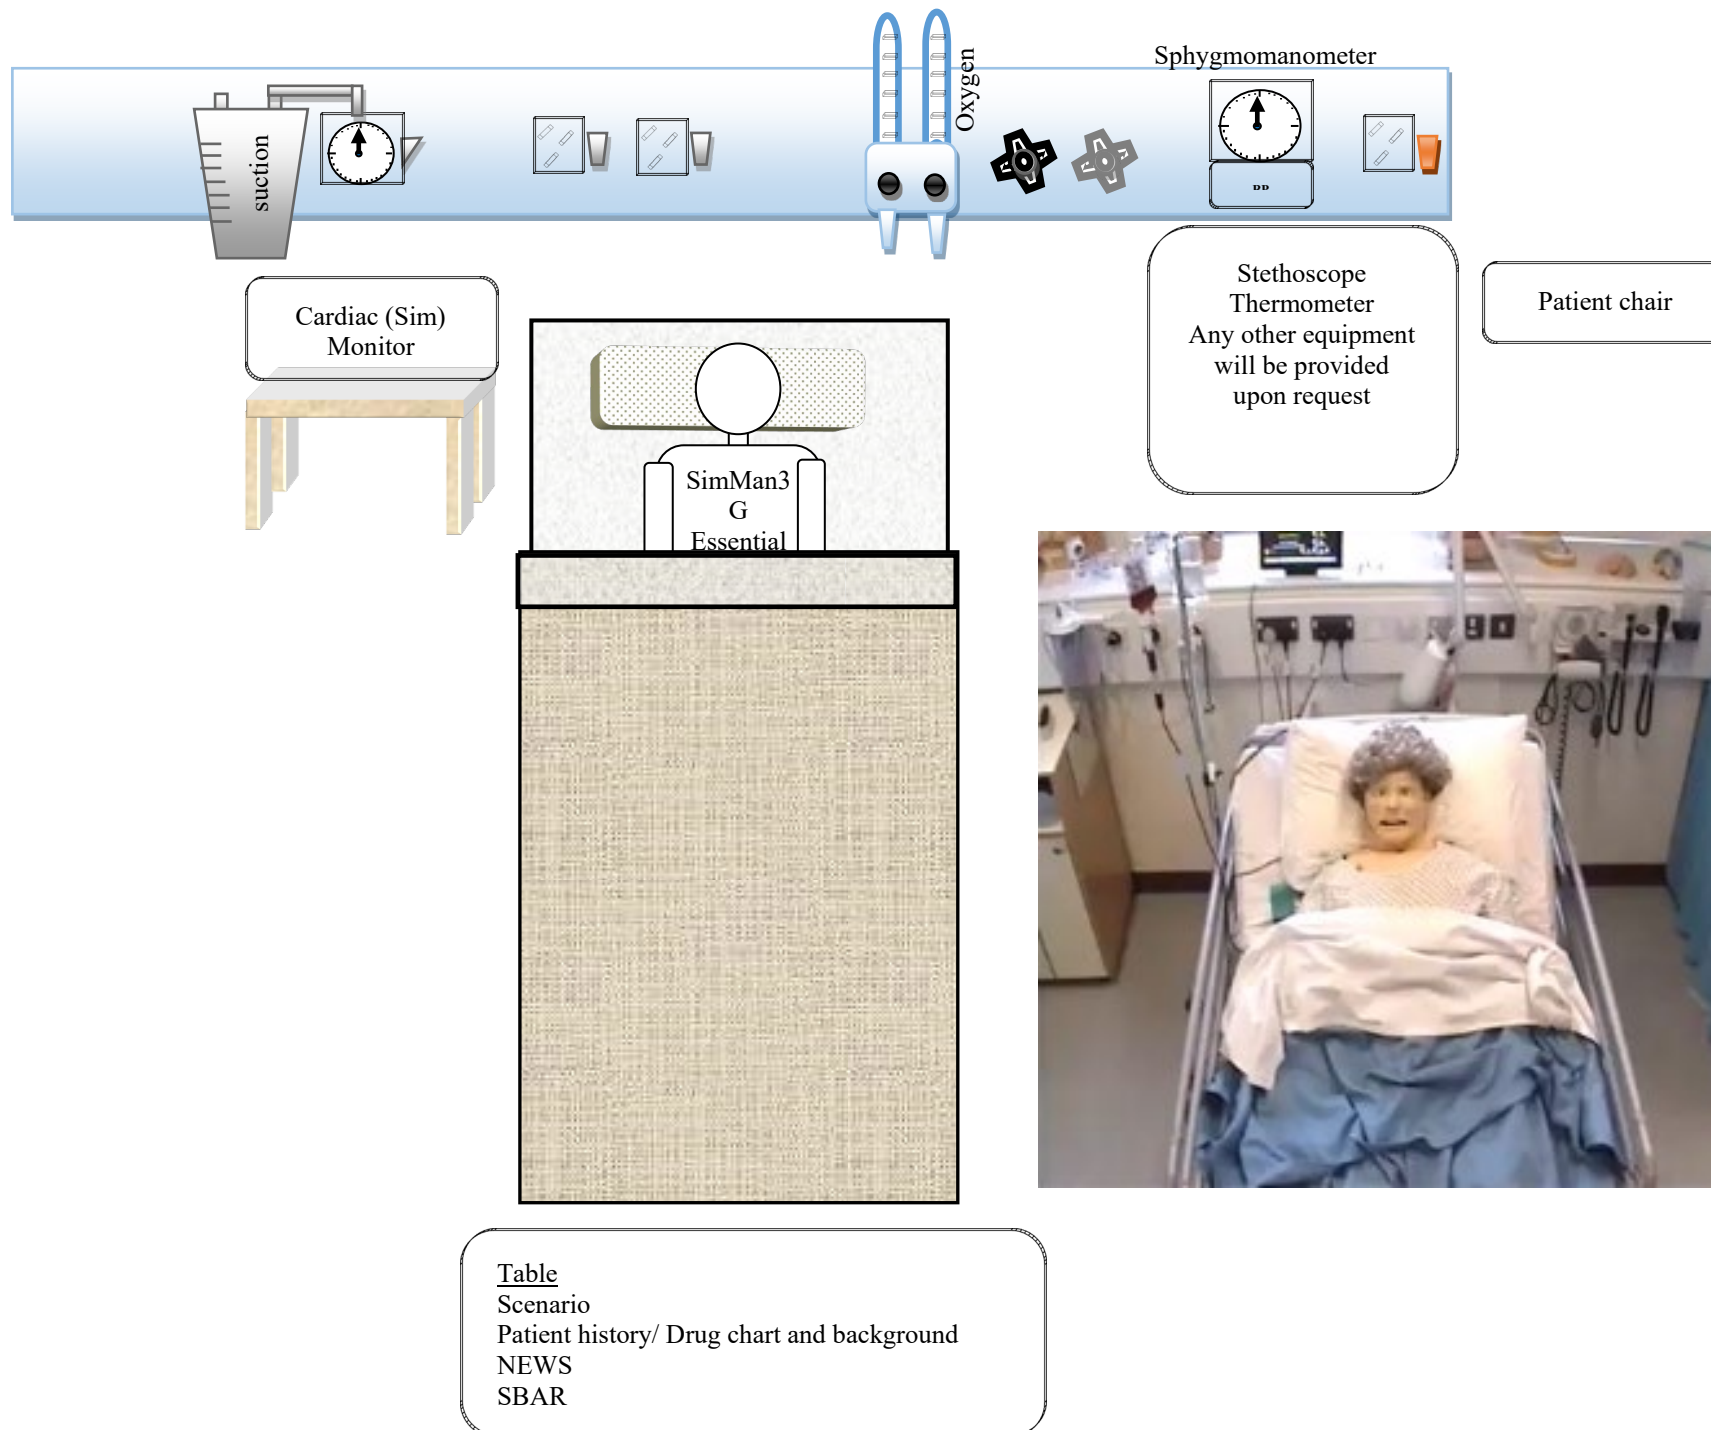 Sphygmomanometer
Oxygen
suction
Cardiac (Sim)
Monitor
Stethoscope
Thermometer
Any other equipment
will be provided
upon request
Patient chair
SimMan3
G
Essential
Table
Scenario
Patient history/ Drug chart and background
NEWS
SBAR